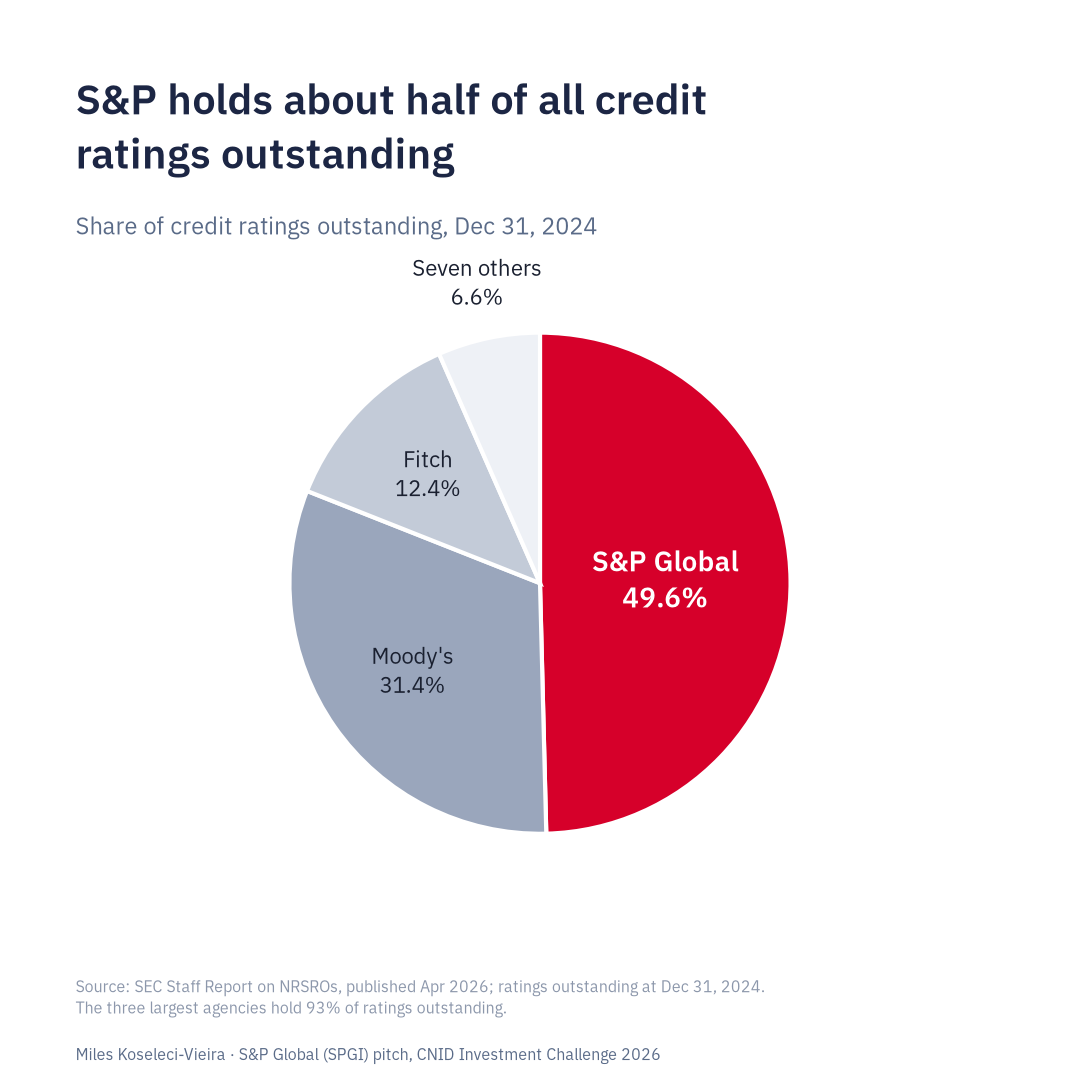 S&P holds about half of all credit
ratings outstanding
Share of credit ratings outstanding, Dec 31, 2024
Seven others
6.6%
Fitch
12.4%
S&P Global
49.6%
Moody's
31.4%
Source: SEC Staff Report on NRSROs, published Apr 2026; ratings outstanding at Dec 31, 2024.
The three largest agencies hold 93% of ratings outstanding.
Miles Koseleci-Vieira · S&P Global (SPGI) pitch, CNID Investment Challenge 2026